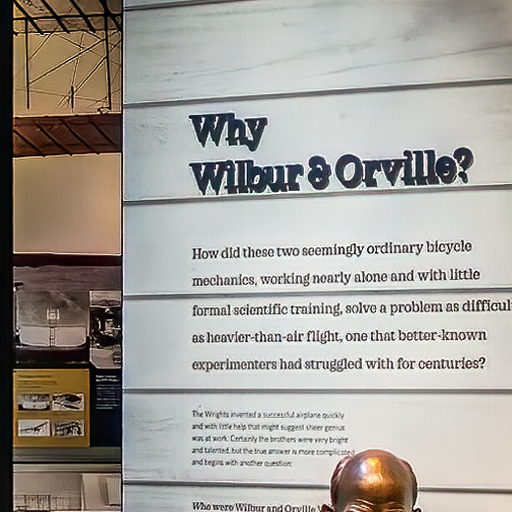 Why
Wilbur & Orville?
How did these two seemingly ordinary bicycle
mechanics, working nearly alone and with little
formal scientific training, solve a problem as difficul
as heavier-than-air flight, one that better-known
experimenters had struggled with for centuries?
The Wrights invented a successful airplane quickly
and with little help that might suggest sheer genius
was at work. Certainly the brothers were very bright
and talented, but the true answer is more complicated
and begins with another question:
Who were Wilbur and Orville